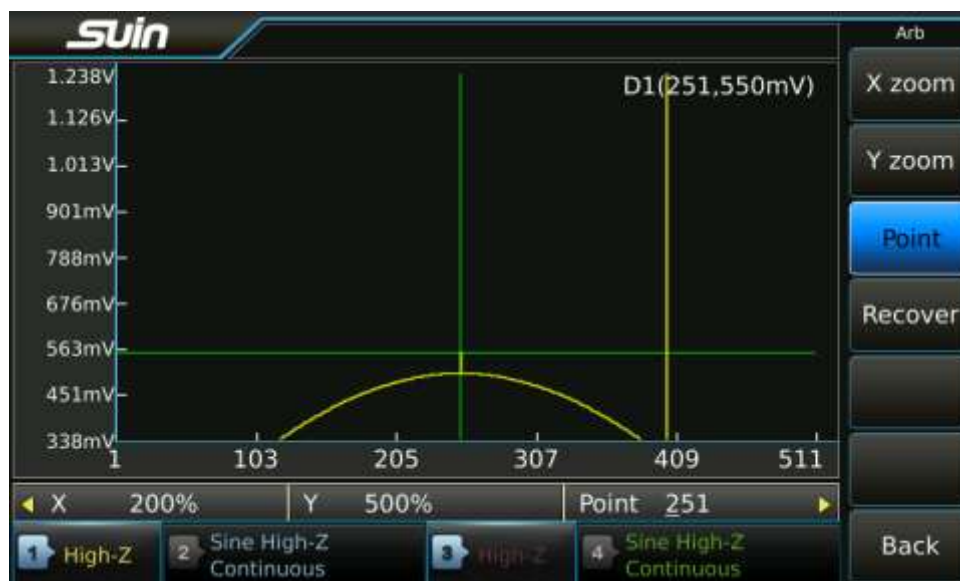 SUIN
Arb
D1(251,550mV)
1.238V
1.126V
1.013V
901mV
788mV
676mV
563mV
451mV
338mV
1 103 205 307 409 511
X 200% Y 500% Point 251
1 High-Z
2 Sine High-Z
Continuous
3 High-Z
4 Sine High-Z
Continuous
X zoom
Y zoom
Point
Recover
Back